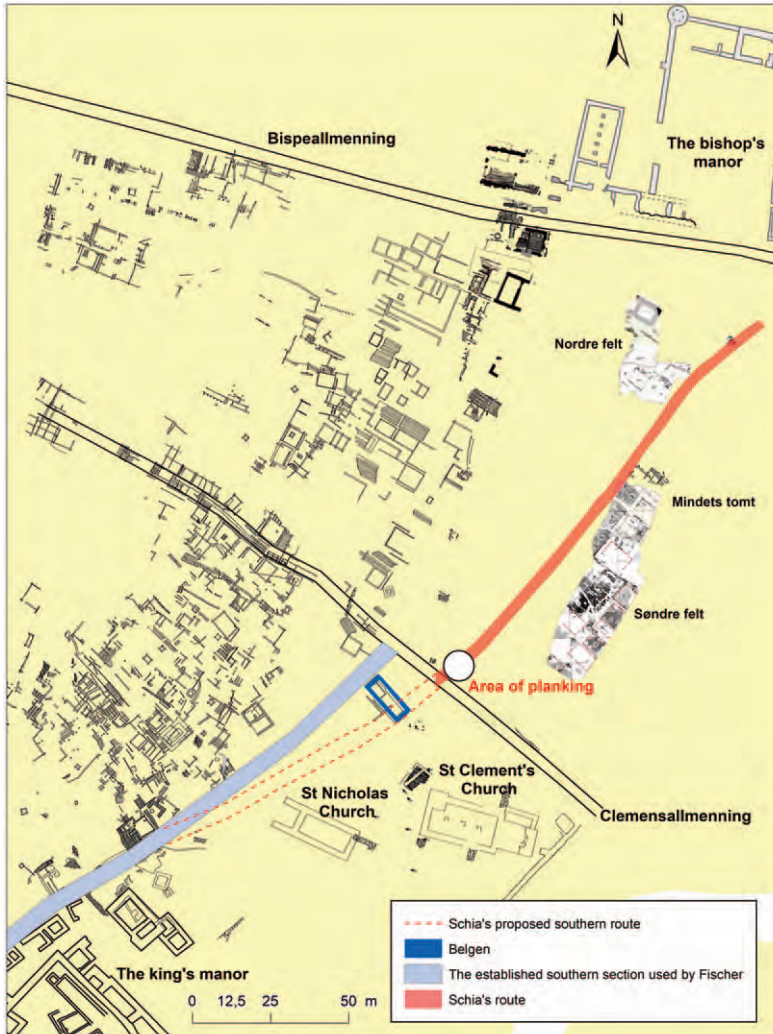 N
Bispeallmenning
The bishop's
manor
Nordre felt
Mindets tomt
Søndre felt
Area of planking
St Clement's
Church
St Nicholas
Church
Clemensallmenning
The king's manor
0 12,5 25 50 m
Schia's proposed southern route
Belgen
The established southern section used by Fischer
Schia's route